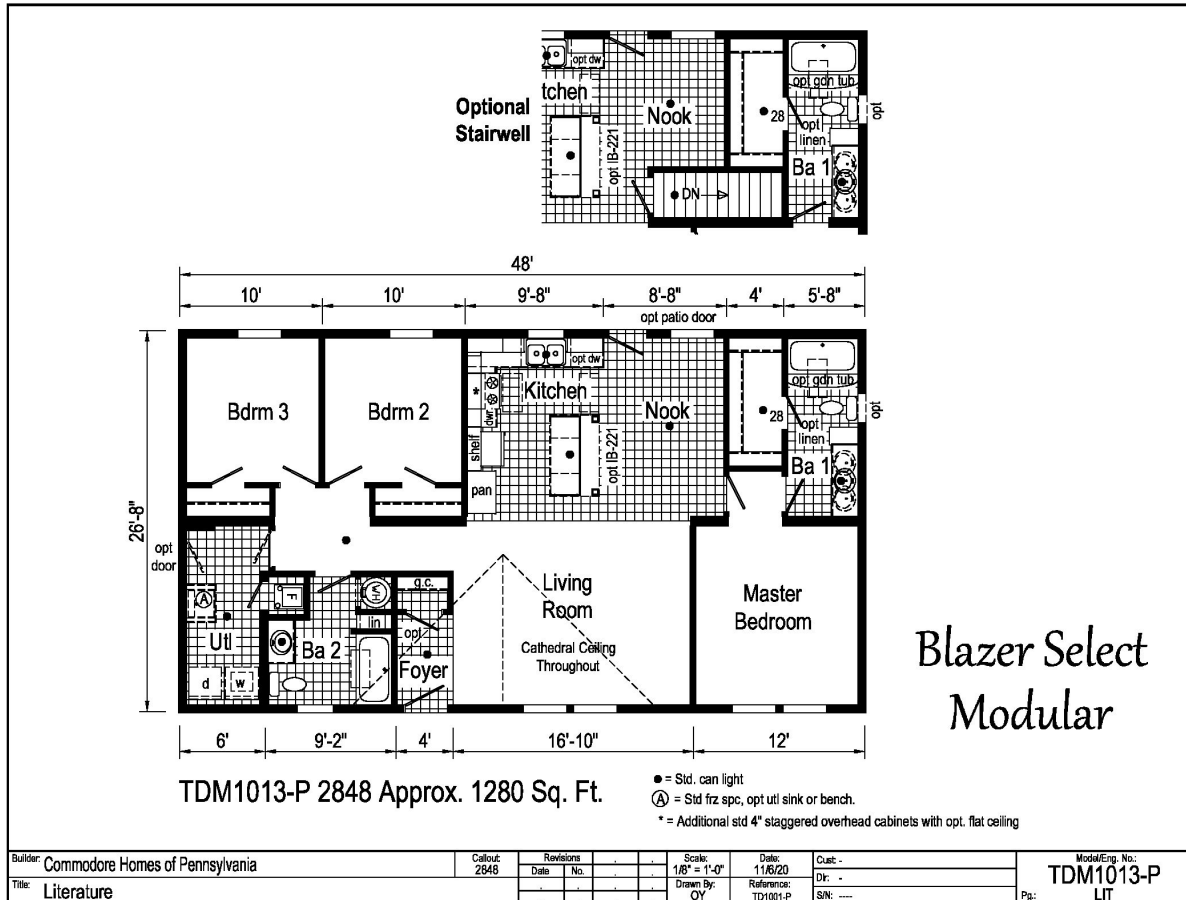 Optional
Stairwell
tchen
opt dw
Nook
opt IB-221
DN
28
opt gdn tub
opt
linen
Ba 1
opt
48'
10'
10'
9'-8"
8'-8"
4'
5'-8"
opt patio door
26'-8"
opt
door
Bdrm 3
Bdrm 2
*
dwr
shelf
pan
Kitchen
opt dw
Nook
opt IB-221
28
opt gdn tub
opt
linen
Ba 1
opt
A
Utl
d
w
F
Ba 2
WH
lin
g.c.
opt
Foyer
Living
Room
Cathedral Ceiling
Throughout
Master
Bedroom
6'
9'-2"
4'
16'-10"
12'
Blazer Select
Modular
TDM1013-P 2848 Approx. 1280 Sq. Ft.
● = Std. can light
Ⓐ = Std frz spc, opt utl sink or bench.
* = Additional std 4" staggered overhead cabinets with opt. flat ceiling
Builder: Commodore Homes of Pennsylvania
Title: Literature
Callout:
2848
Revisions
Date No.
Scale:
1/8" = 1'-0"
Drawn By:
OY
Date:
11/6/20
Reference:
TD1001-P
Cust: -
Dlr: -
S/N: ----
Model/Eng. No.:
TDM1013-P
Pg.: LIT